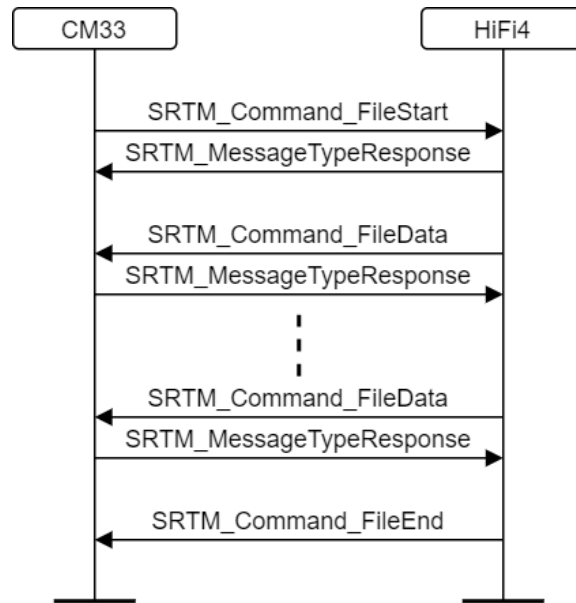 CM33
HiFi4
SRTM_Command_FileStart
SRTM_MessageTypeResponse
SRTM_Command_FileData
SRTM_MessageTypeResponse
SRTM_Command_FileData
SRTM_MessageTypeResponse
SRTM_Command_FileEnd